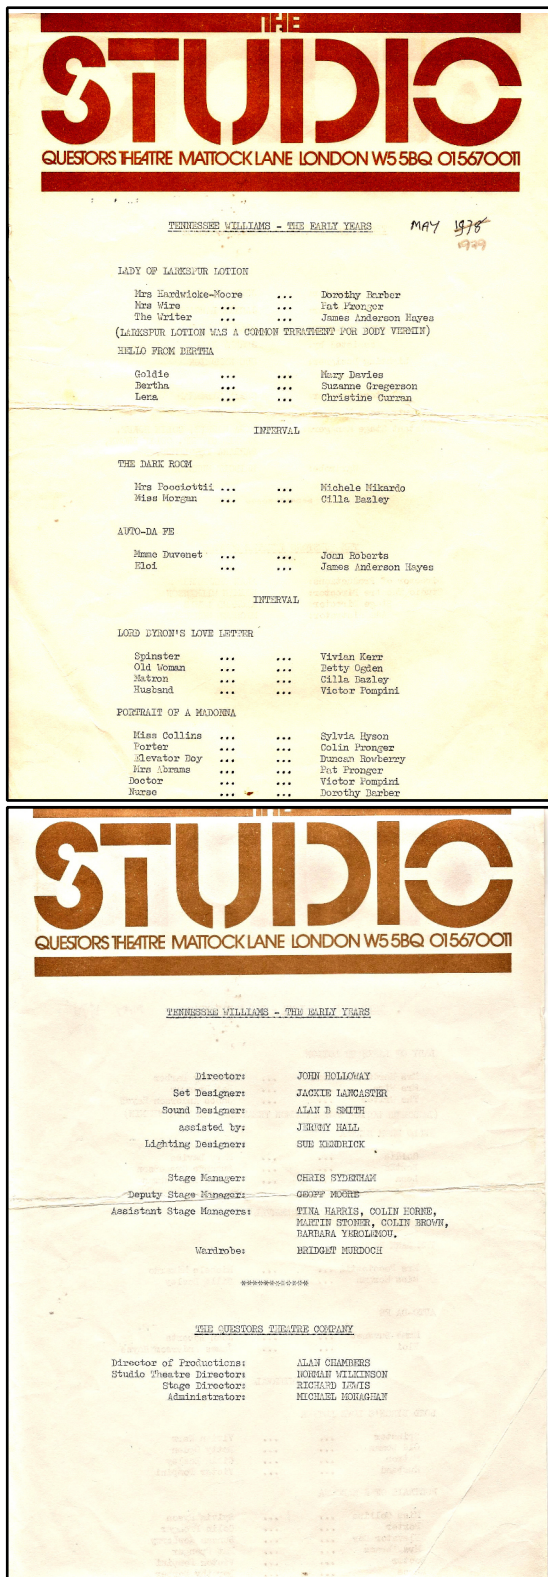 THE
STUDIO
QUESTORS THEATRE MATTOCK LANE LONDON W5 5BQ 01 567 0011
TENNESSEE WILLIAMS - THE EARLY YEARS MAY 1978
1979
LADY OF LARKSPUR LOTION
Mrs Hardwicke-Moore ... Dorothy Barber
Mrs Wire ... ... Pat Pronger
The Writer ... ... James Anderson Hayes
(LARKSPUR LOTION WAS A COMMON TREATMENT FOR BODY VERMIN)
HELLO FROM BERTHA
Goldie ... ... Mary Davies
Bertha ... ... Suzanne Gregerson
Lena ... ... Christine Curran
INTERVAL
THE DARK ROOM
Mrs Pocciottii ... ... Michele Mikardo
Miss Morgan ... ... Cilla Bazley
AUTO-DA FE
Mmme Duvenet ... ... Joan Roberts
Eloi ... ... James Anderson Hayes
INTERVAL
LORD BYRON'S LOVE LETTER
Spinster ... ... Vivian Kerr
Old Woman ... ... Betty Ogden
Matron ... ... Cilla Bazley
Husband ... ... Victor Pompini
PORTRAIT OF A MADONNA
Miss Collins ... ... Sylvia Hyson
Porter ... ... Colin Pronger
Elevator Boy ... ... Duncan Rowberry
Mrs Abrams ... ... Pat Pronger
Doctor ... ... Victor Pompini
Nurse ... ... Dorothy Barber
THE
STUDIO
QUESTORS THEATRE MATTOCK LANE LONDON W5 5BQ 01 567 0011
TENNESSEE WILLIAMS - THE EARLY YEARS
Director: JOHN HOLLOWAY
Set Designer: JACKIE LANCASTER
Sound Designer: ALAN B SMITH
assisted by: JEREMY HALL
Lighting Designer: SUE KENDRICK
Stage Manager: CHRIS SYDENHAM
Deputy Stage Manager: GEOFF MOORE
Assistant Stage Managers: TINA HARRIS, COLIN HORNE,
MARTIN STONER, COLIN BROWN,
BARBARA YEROLEMOU.
Wardrobe: BRIDGET MURDOCH
************
THE QUESTORS THEATRE COMPANY
Director of Productions: ALAN CHAMBERS
Studio Theatre Director: NORMAN WILKINSON
Stage Director: RICHARD LEWIS
Administrator: MICHAEL MONAGHAN